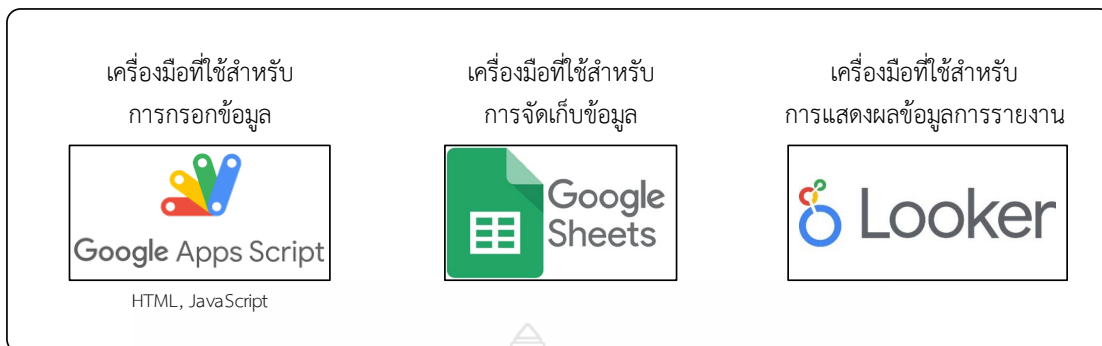 เครื่องมือที่ใช้สำหรับ
การกรอกข้อมูล
Google Apps Script
HTML, JavaScript
เครื่องมือที่ใช้สำหรับ
การจัดเก็บข้อมูล
Google
Sheets
เครื่องมือที่ใช้สำหรับ
การแสดงผลข้อมูลการรายงาน
Looker